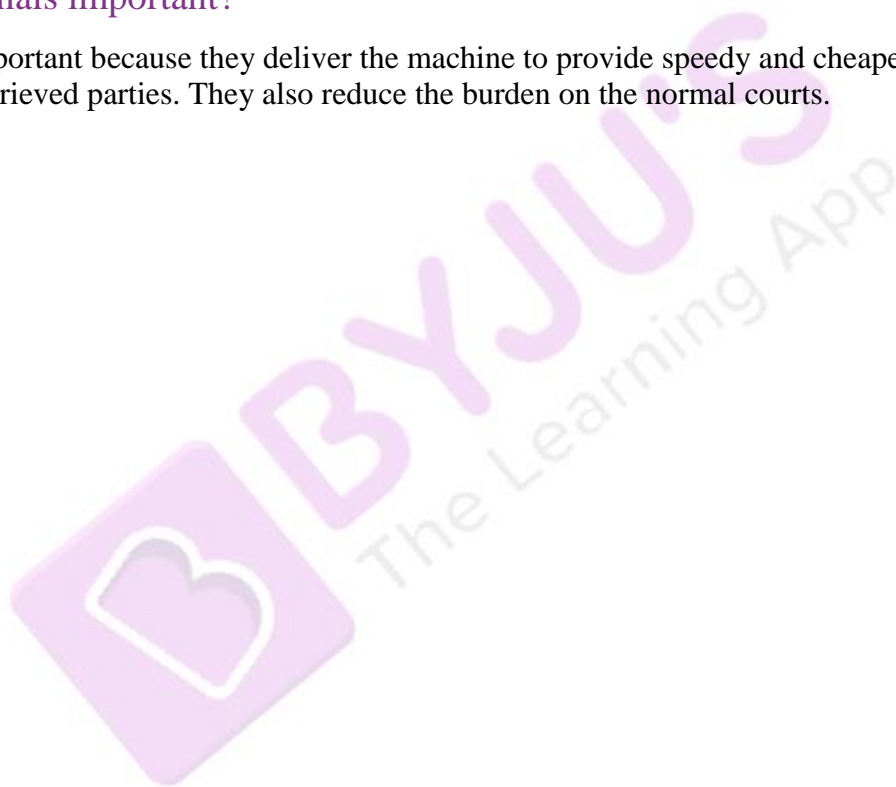 nals important?
portant because they deliver the machine to provide speedy and cheape
rieved parties. They also reduce the burden on the normal courts.
BYJU'S
The Learning App